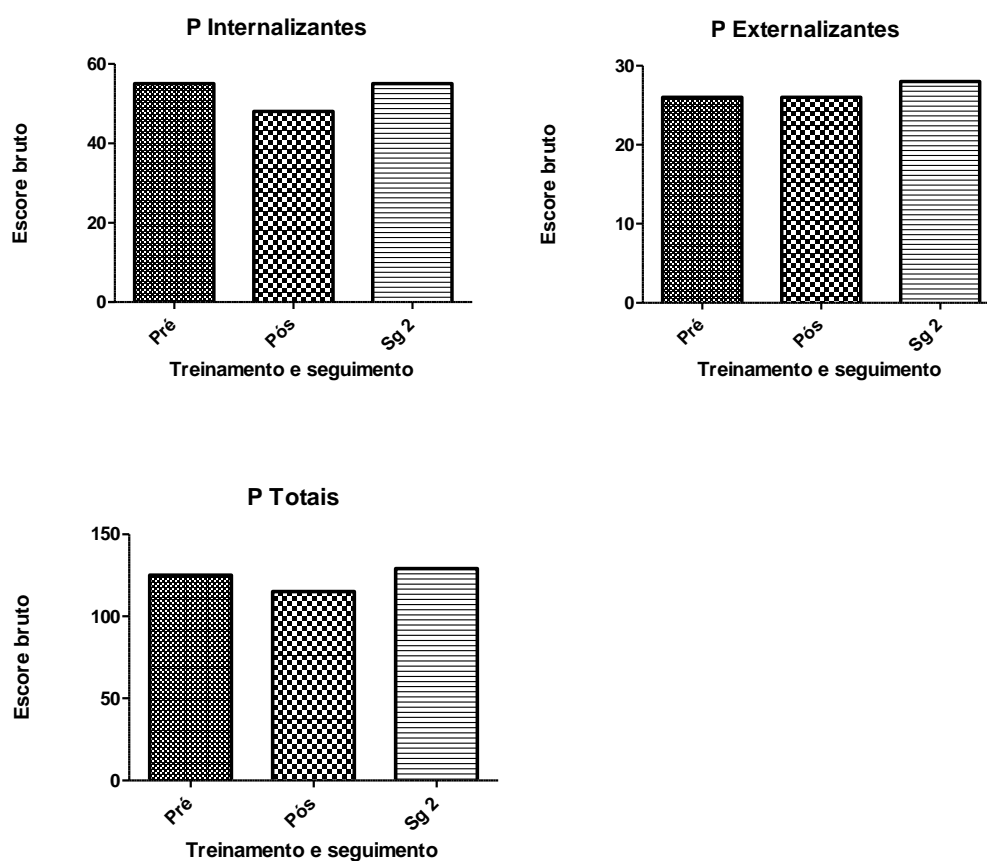 P Internalizantes
60
40
20
0
Escore bruto
Pré
Pós
Sg 2
Treinamento e seguimento
P Externalizantes
30
20
10
0
Escore bruto
Pré
Pós
Sg 2
Treinamento e seguimento
P Totais
150
100
50
0
Escore bruto
Pré
Pós
Sg 2
Treinamento e seguimento